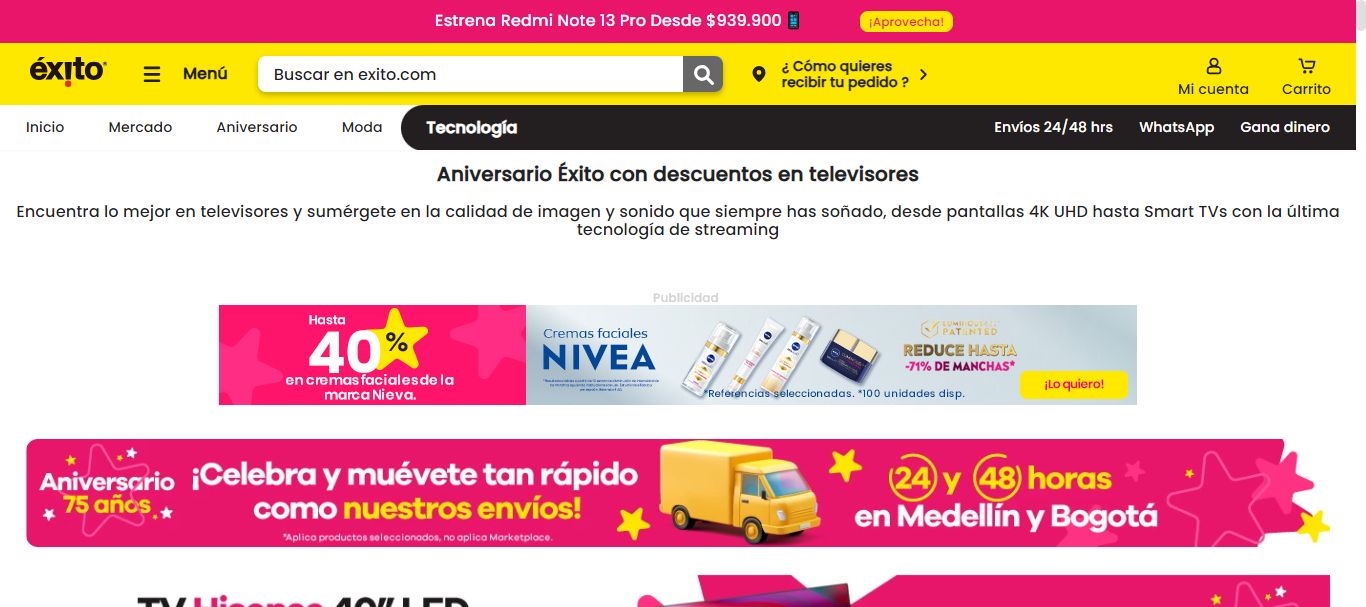 Estrena Redmi Note 13 Pro Desde $939.900
¡Aprovecha!
éxito
Menú
Buscar en exito.com
¿ Cómo quieres
recibir tu pedido ?
Mi cuenta
Carrito
Inicio
Mercado
Aniversario
Moda
Tecnología
Envíos 24/48 hrs
WhatsApp
Gana dinero
Aniversario Éxito con descuentos en televisores
Encuentra lo mejor en televisores y sumérgete en la calidad de imagen y sonido que siempre has soñado, desde pantallas 4K UHD hasta Smart TVs con la última
tecnología de streaming
Publicidad
Hasta
40%
en cremas faciales de la
marca Nieva.
Cremas faciales
NIVEA
PATENTED
REDUCE HASTA
-71% DE MANCHAS*
¡Lo quiero!
*Referencias seleccionadas. *100 unidades disp.
Aniversario
75 años
¡Celebra y muévete tan rápido
como nuestros envíos!
*Aplica productos seleccionados, no aplica Marketplace.
24 y 48 horas
en Medellín y Bogotá
TV Hisense 40" LED